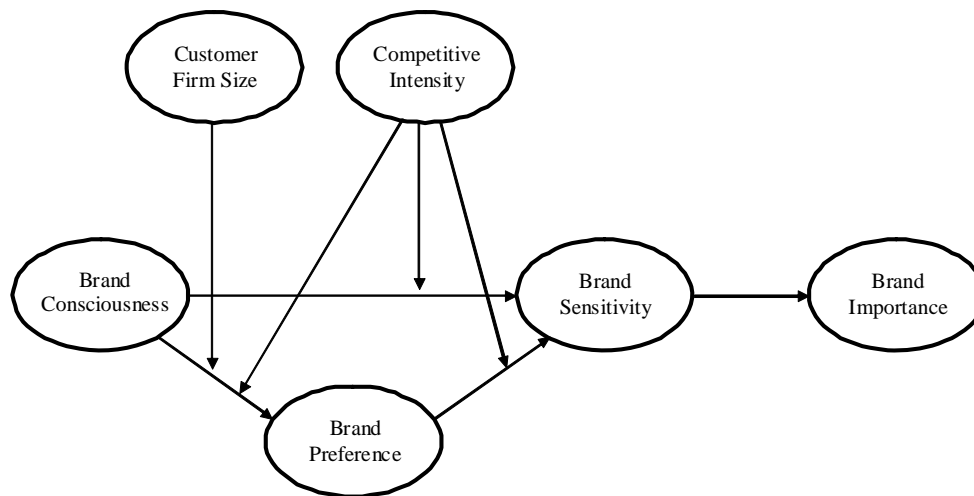 Customer
Firm Size
Competitive
Intensity
Brand
Consciousness
Brand
Sensitivity
Brand
Importance
Brand
Preference